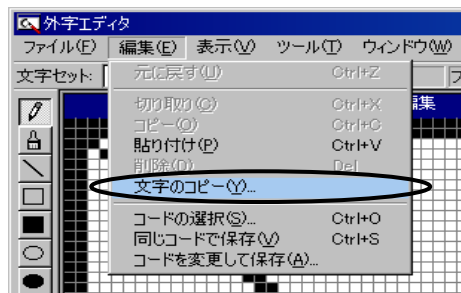 外字エディタ
ファイル(F) 編集(E) 表示(V) ツール(T) ウィンドウ(W)
文字セット:
元に戻す(U) Ctrl+Z
編集
切り取り(C) Ctrl+X
コピー(O) Ctrl+C
貼り付け(P) Ctrl+V
削除(D) Del
文字のコピー(Y)...
コードの選択(S)... Ctrl+O
同じコードで保存(V) Ctrl+S
コードを変更して保存(A)...